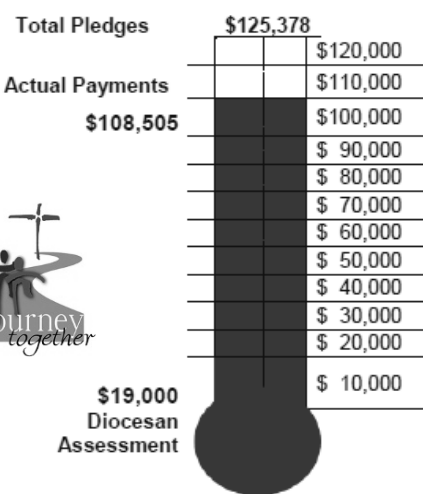 Total Pledges $125,378
$120,000
Actual Payments $110,000
$108,505 $100,000
$ 90,000
$ 80,000
$ 70,000
$ 60,000
$ 50,000
$ 40,000
$ 30,000
together
$ 20,000
$ 10,000
$19,000
Diocesan
Assessment